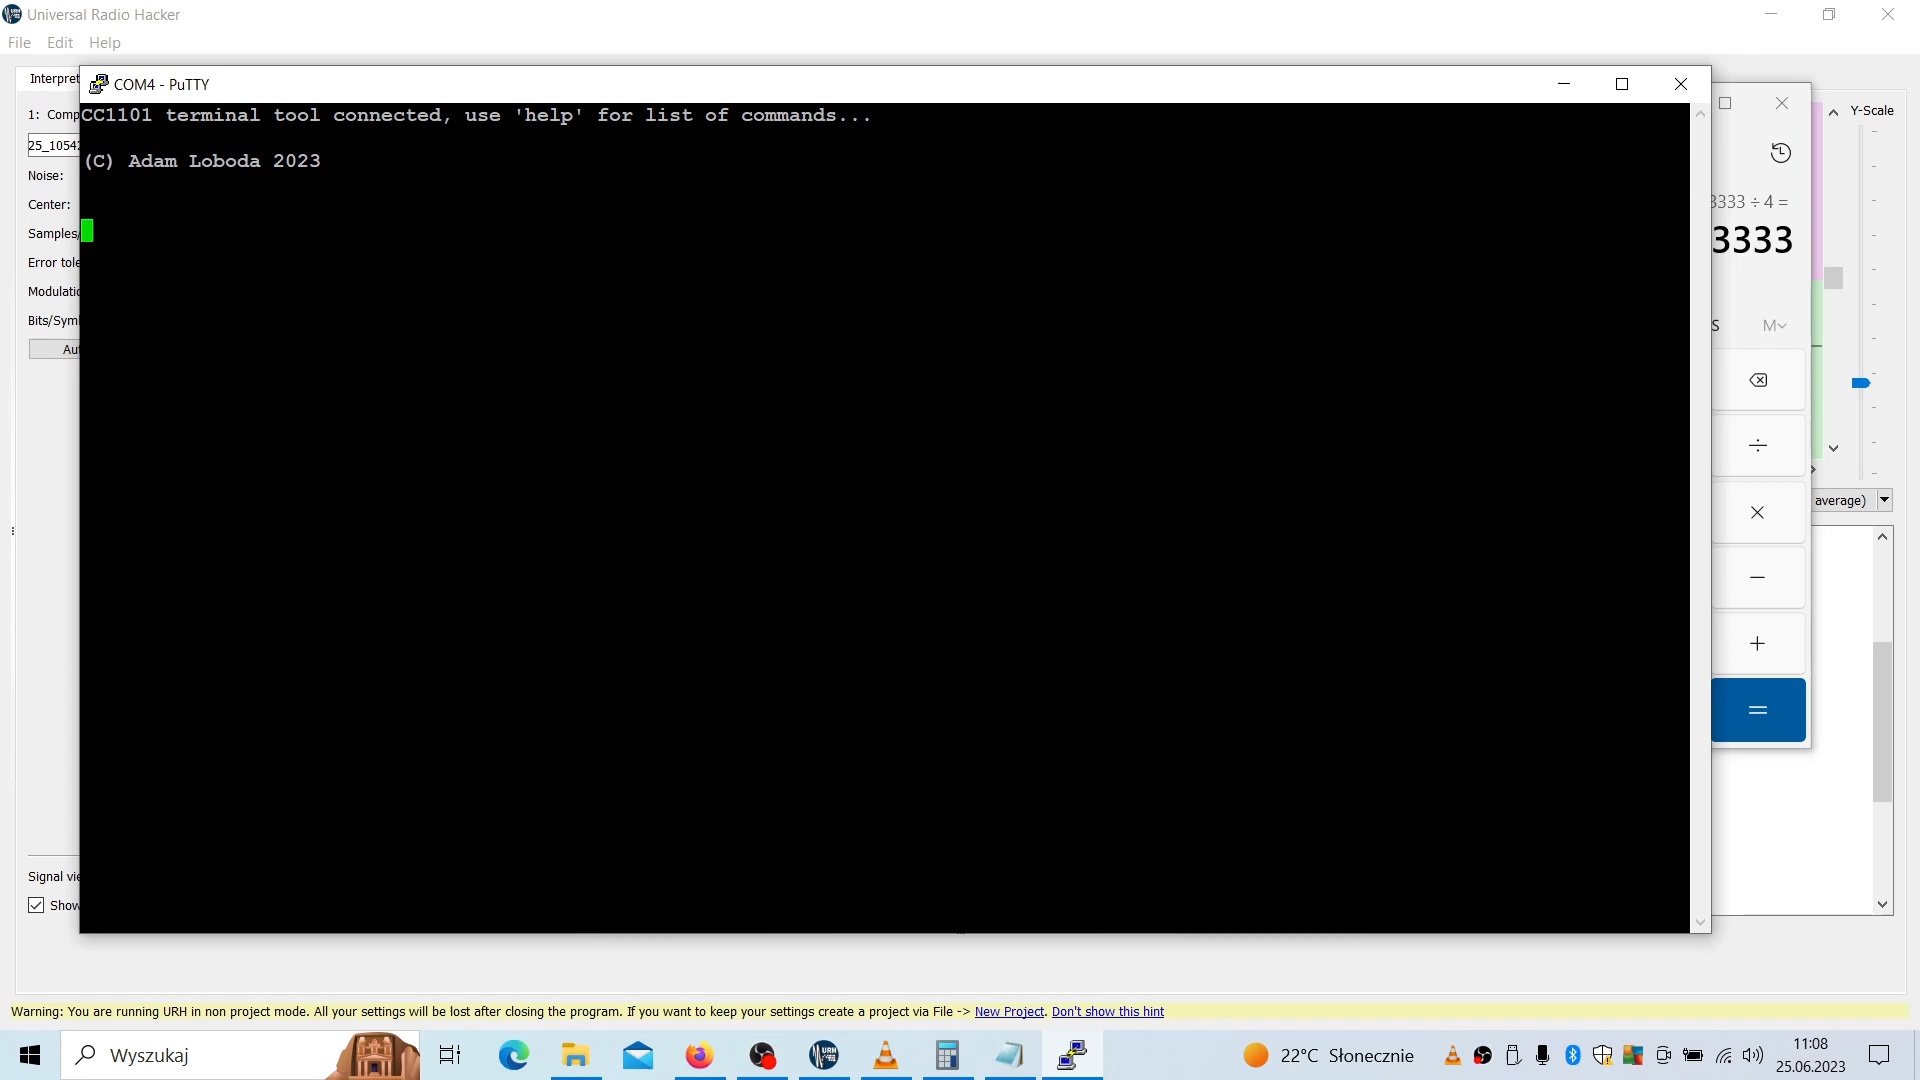 Universal Radio Hacker
File Edit Help
Interpret
COM4 - PuTTY
1: Comp
CC1101 terminal tool connected, use 'help' for list of commands...
Y-Scale
25_1054
(C) Adam Loboda 2023
Noise:
Center:
3333 ÷ 4 =
Samples/
3333
Error tole
Modulatio
Bits/Sym
S M
Au
average)
Signal vie
Show
Warning: You are running URH in non project mode. All your settings will be lost after closing the program. If you want to keep your settings create a project via File -> New Project. Don't show this hint
Wyszukaj
22°C Słonecznie
11:08
25.06.2023